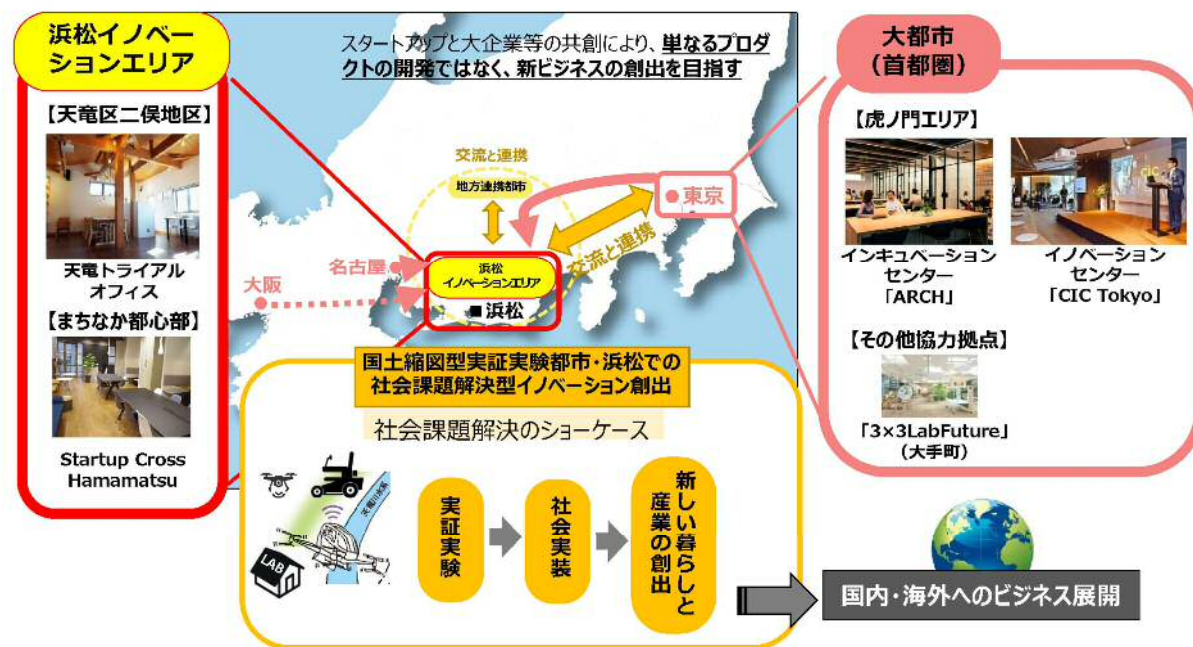 浜松イノベー
ションエリア
【天竜区二俣地区】
天竜トライアル
オフィス
【まちなか都心部】
Startup Cross
Hamamatsu
スタートアップと大企業等の共創により、単なるプロダ
クトの開発ではなく、新ビジネスの創出を目指す
交流と連携
地方連携都市
東京
交流と連携
名古屋
大阪
浜松
イノベーションエリア
■浜松
大都市
（首都圏）
【虎ノ門エリア】
CIC
インキュベーション
センター
「ARCH」
イノベーション
センター
「CIC Tokyo」
【その他協力拠点】
「3×3LabFuture」
（大手町）
国土縮図型実証実験都市・浜松での
社会課題解決型イノベーション創出
社会課題解決のショーケース
天竜川水系
LAB
実証実験
社会実装
新しい暮らしと
産業の創出
国内・海外へのビジネス展開